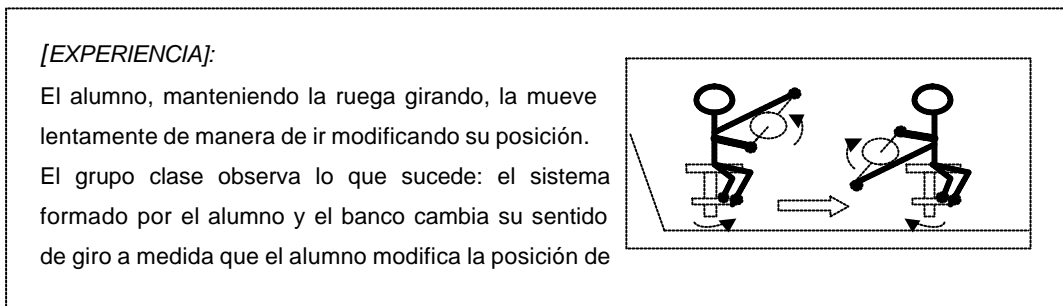 [EXPERIENCIA]:
El alumno, manteniendo la ruega girando, la mueve
lentamente de manera de ir modificando su posición.
El grupo clase observa lo que sucede: el sistema
formado por el alumno y el banco cambia su sentido
de giro a medida que el alumno modifica la posición de